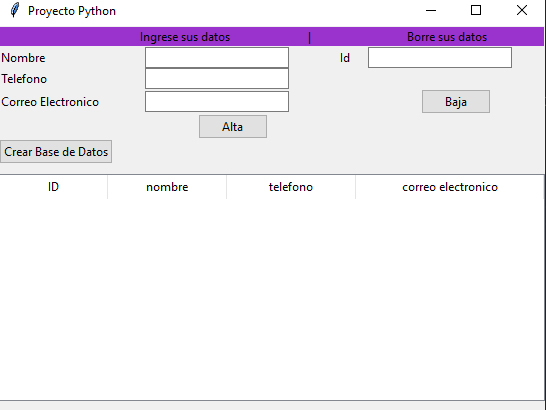 Proyecto Python
Ingrese sus datos | Borre sus datos
Nombre Id
Telefono
Correo Electronico Baja
Alta
Crear Base de Datos
ID nombre telefono correo electronico